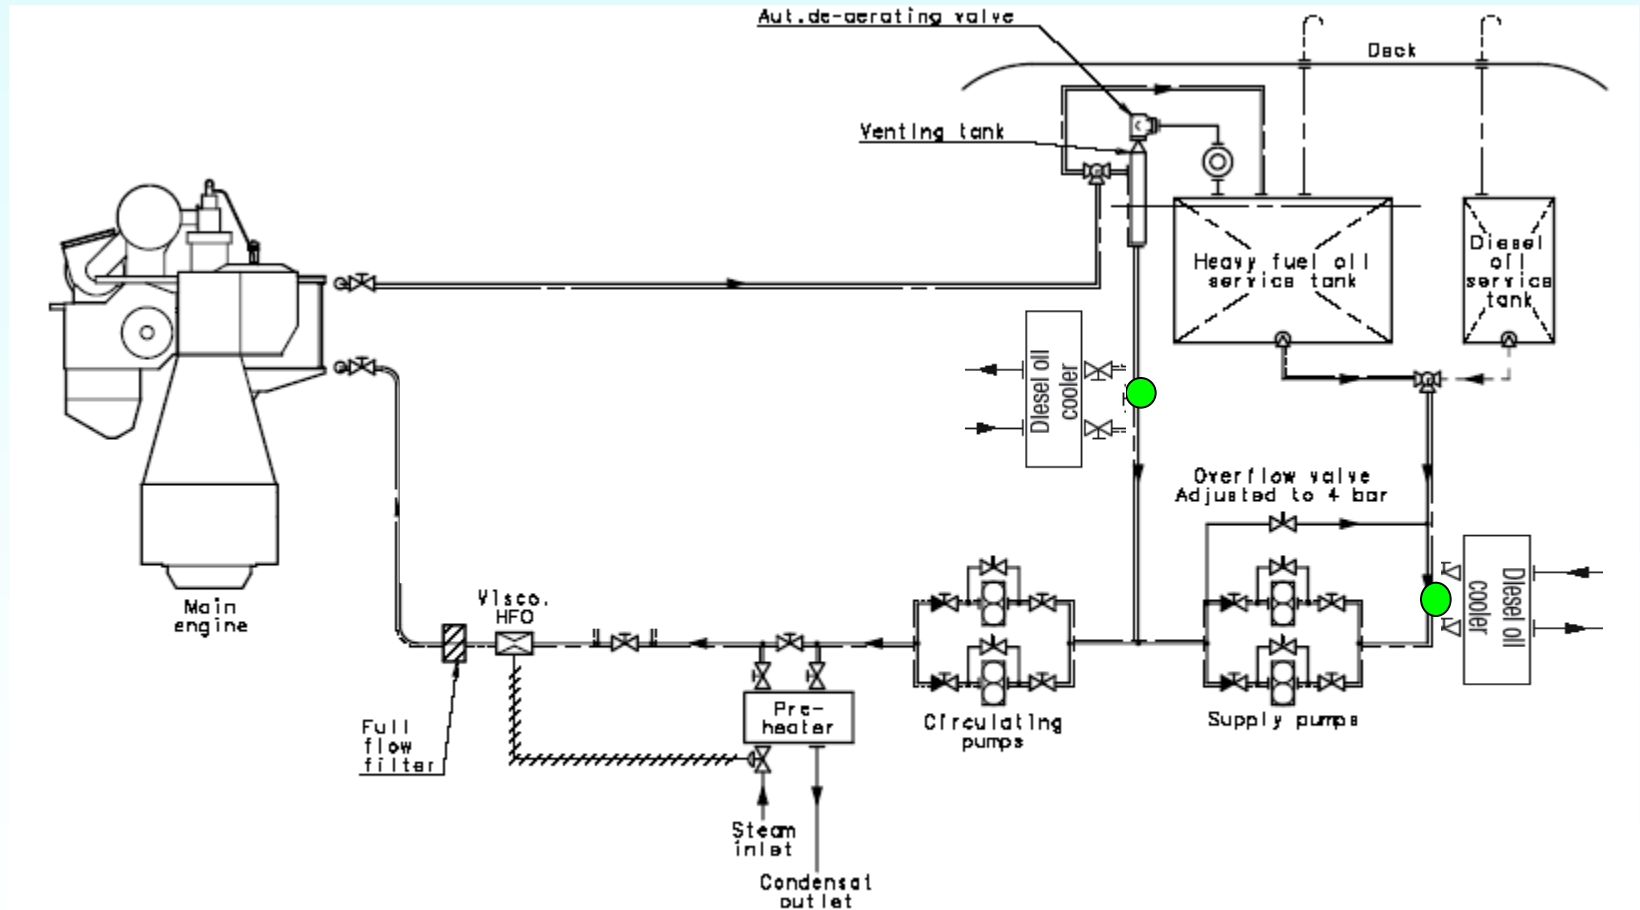 Aut.de-aerating valve
Deck
Venting tank
Heavy fuel oil
service tank
Diesel
oil
service
tank
Diesel oil
cooler
Overflow valve
Adjusted to 4 bar
Diesel oil
cooler
Main
engine
Visco.
HFO
Full
flow
filter
Pre-
heater
Circulating
pumps
Supply pumps
Steam
inlet
Condensat
outlet